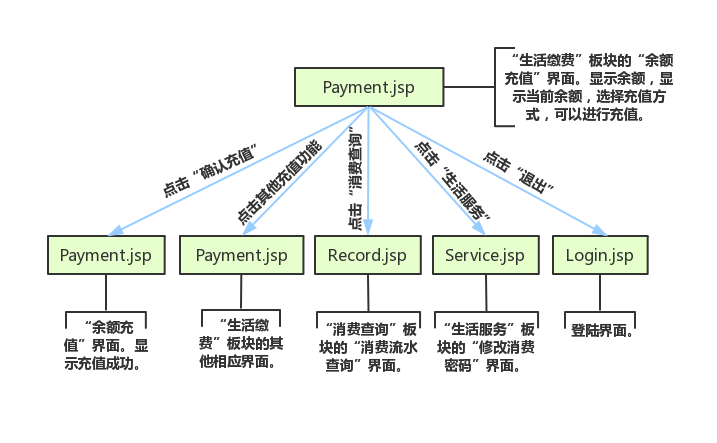 Payment.jsp
“生活缴费”板块的“余额
充值”界面。显示余额，显
示当前余额，选择充值方
式，可以进行充值。
点击“确认充值”
点击其他充值功能
点击“消费查询”
点击“生活服务”
点击“退出”
Payment.jsp
Payment.jsp
Record.jsp
Service.jsp
Login.jsp
“余额充
值”界面。显
示充值成功。
“生活缴
费”板块的其
他相应界面。
“消费查询”板
块的“消费流水
查询”界面。
“生活服务”板
块的“修改消费
密码”界面。
登陆界面。